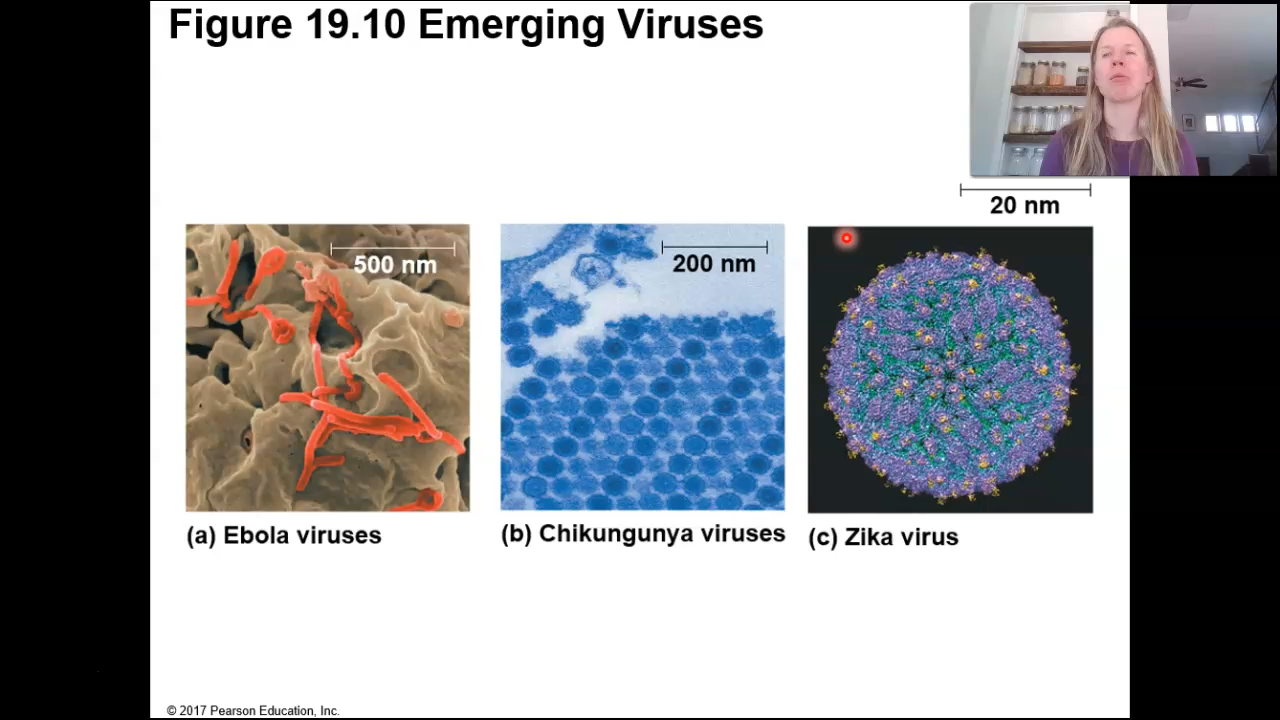 Figure 19.10 Emerging Viruses
20 nm
500 nm
200 nm
(a) Ebola viruses
(b) Chikungunya viruses
(c) Zika virus
© 2017 Pearson Education, Inc.